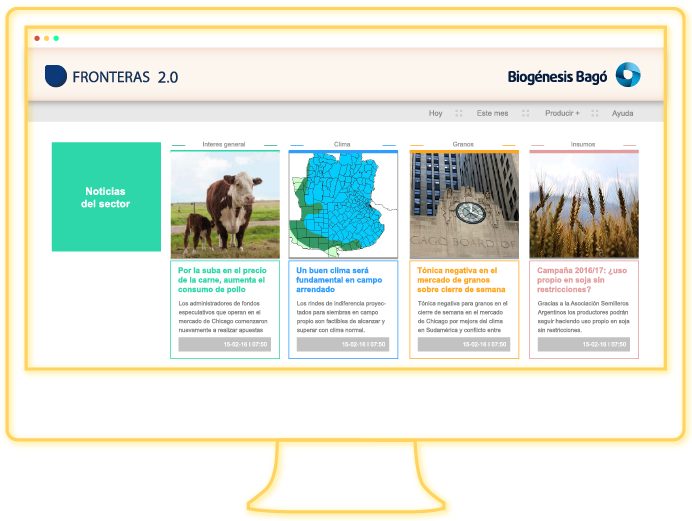 FRONTERAS 2.0
Biogénesis Bagó
Hoy
Este mes
Producir +
Ayuda
Noticias
del sector
Interes general
Por la suba en el precio
de la carne, aumenta el
consumo de pollo
Los administradores de fondos
especulativos que operan en el
mercado de Chicago comenzaron
nuevamente a realizar apuestas
15-02-16 I 07:50
Clima
Un buen clima será
fundamental en campo
arrendado
Los rindes de indiferencia proyec-
tados para siembras en campo
propio son factibles de alcanzar y
superar con clima normal.
15-02-16 I 07:50
Granos
CAGO BOARD OF
Tónica negativa en el
mercado de granos
sobre cierre de semana
Tónica negativa para granos en el
cierre de semana en el mercado
de Chicago por mejora del clima
en Sudamérica y conflicto entre
15-02-16 I 07:50
Insumos
Campaña 2016/17: ¿uso
propio en soja sin
restricciones?
Gracias a la Asociación Semilleros
Argentinos los productores podrán
seguir haciendo uso propio en soja
sin restricciones.
15-02-16 I 07:50